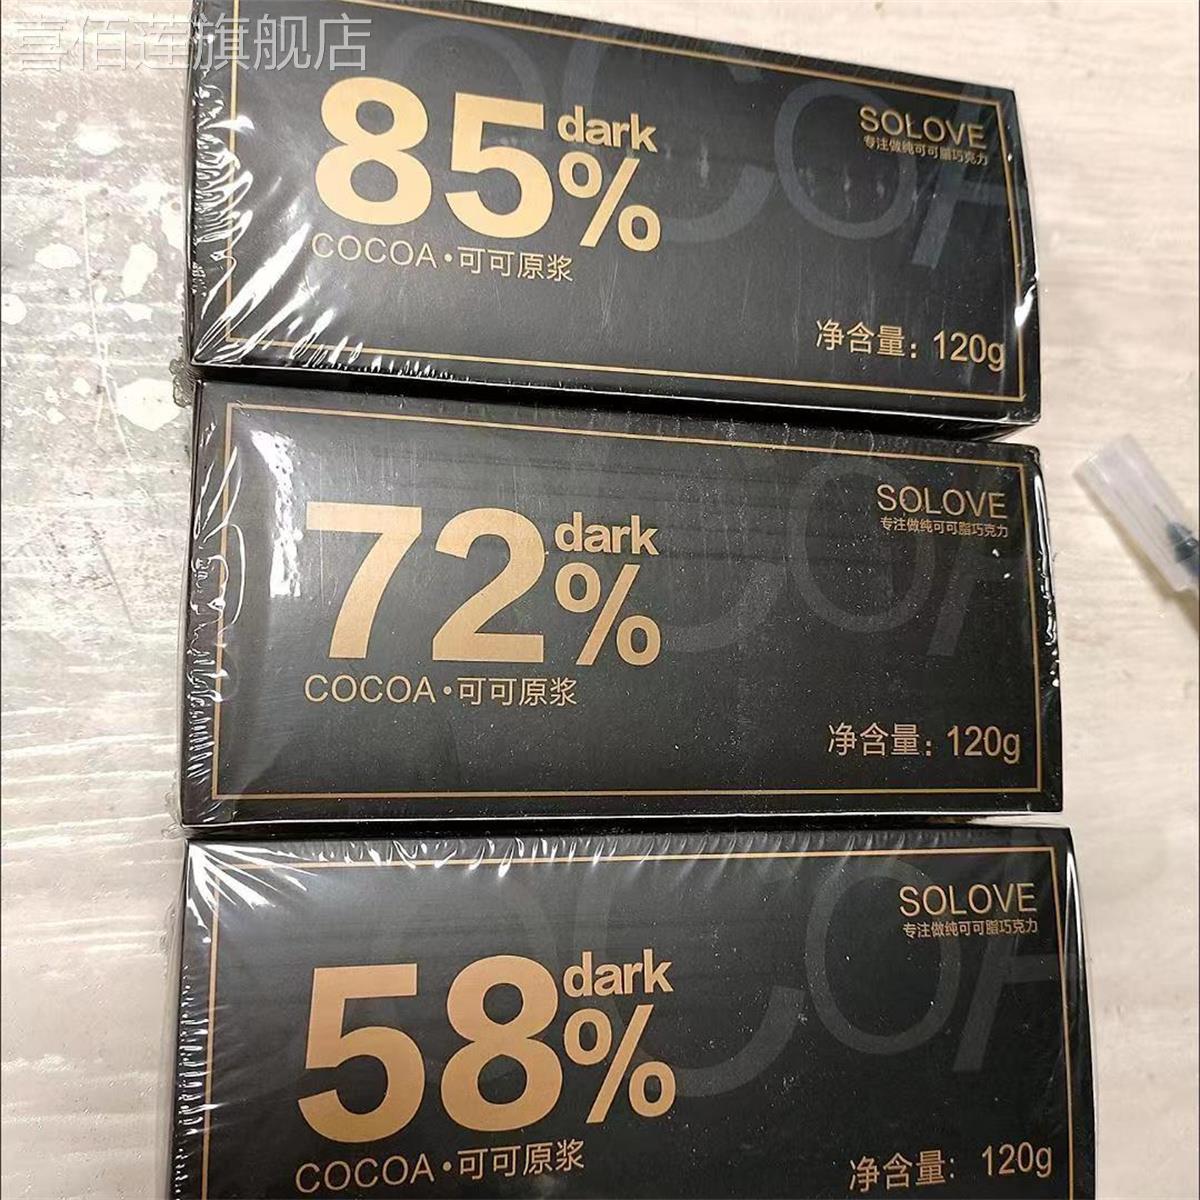 喜佰莲旗舰店
85% dark
COCOA·可可原浆
SOLOVE
专注做纯可可脂巧克力
净含量：120g
72% dark
COCOA·可可原浆
SOLOVE
专注做纯可可脂巧克力
净含量：120g
58% dark
COCOA·可可原浆
SOLOVE
专注做纯可可脂巧克力
净含量：120g